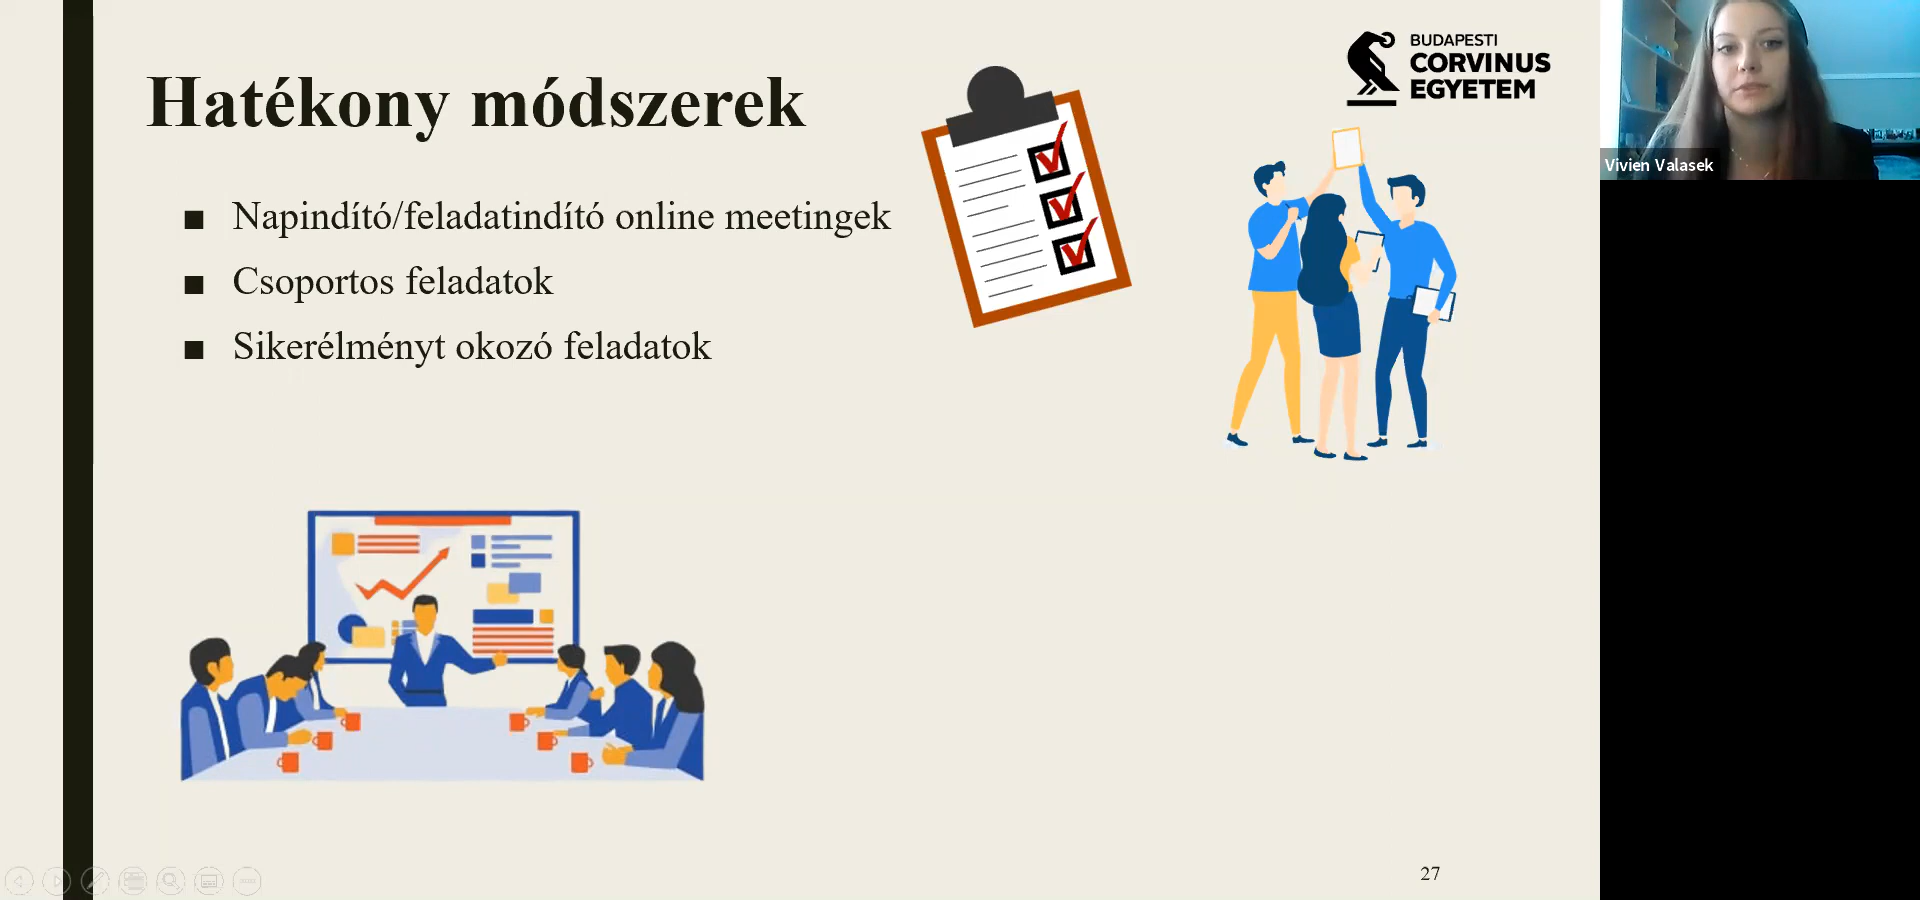 Hatékony módszerek
■ Napindító/feladatindító online meetingek
■ Csoportos feladatok
■ Sikerélményt okozó feladatok
BUDAPESTI
CORVINUS
EGYETEM
Vivien Valasek
27